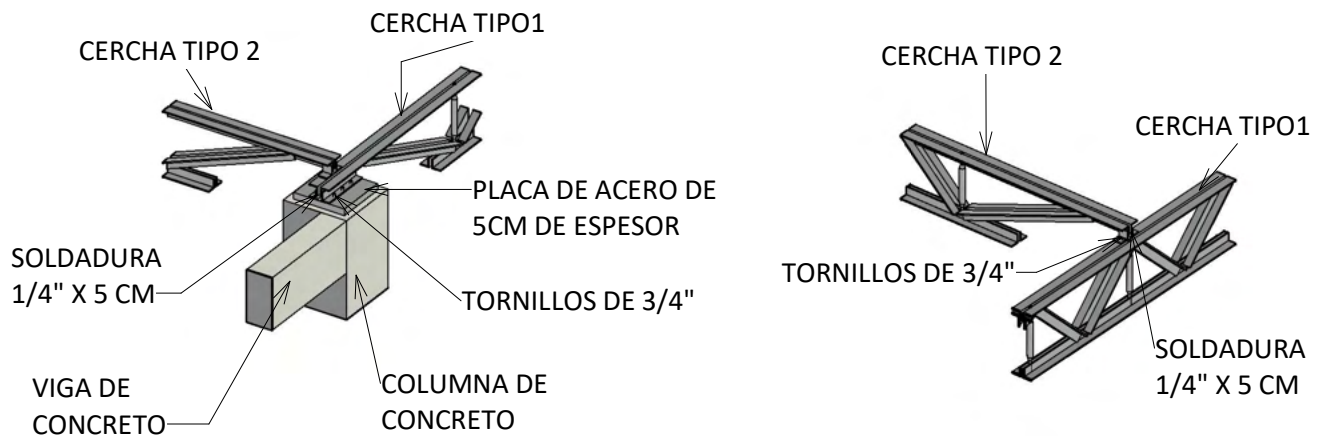 CERCHA TIPO1
CERCHA TIPO 2
PLACA DE ACERO DE
5CM DE ESPESOR
SOLDADURA
1/4" X 5 CM
TORNILLOS DE 3/4"
VIGA DE
CONCRETO
COLUMNA DE
CONCRETO
CERCHA TIPO 2
CERCHA TIPO1
TORNILLOS DE 3/4"
SOLDADURA
1/4" X 5 CM